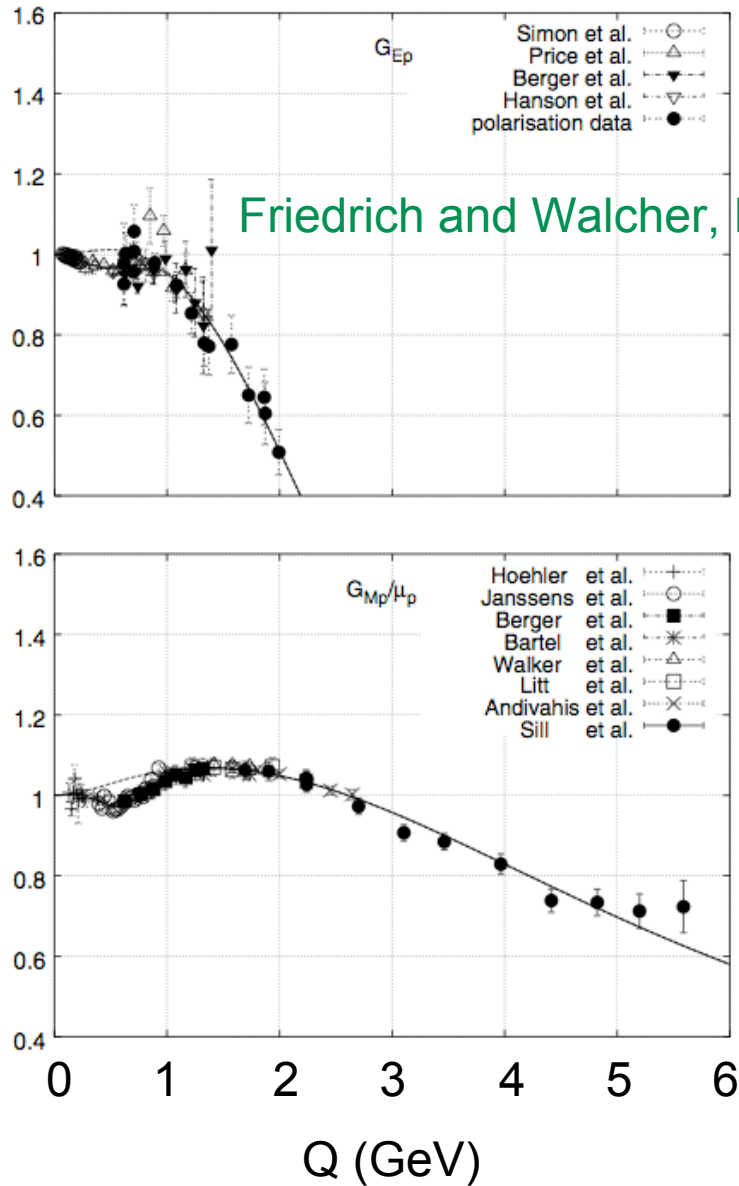 1.6
1.4
1.2
1
0.8
0.6
0.4
G_Ep
Simon et al.
Price et al.
Berger et al.
Hanson et al.
polarisation data
Friedrich and Walcher,
1.6
1.4
1.2
1
0.8
0.6
0.4
G_Mp/μ_p
Hoehler et al.
Janssens et al.
Berger et al.
Bartel et al.
Walker et al.
Litt et al.
Andivahis et al.
Sill et al.
0 1 2 3 4 5 6
Q (GeV)